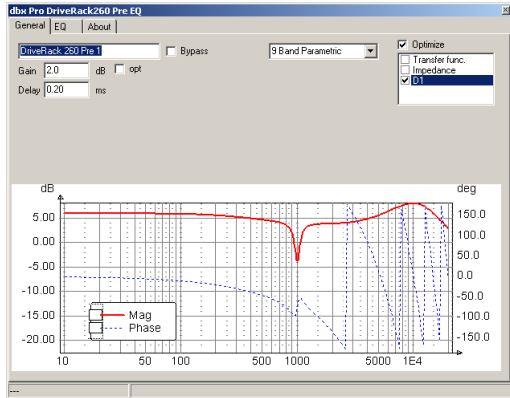 dbx Pro DriveRack260 Pre EQ
General EQ About
DriveRack 260 Pre 1 Bypass 9 Band Parametric Optimize
Transfer func.
Impedance
D1
Gain 2.0 dB opt
Delay 0.20 ms
dB deg
5.00 150.0
0.00 100.0
-5.00 50.0
-10.00 0.0
-15.00 -50.0
-20.00 -100.0
-150.0
Mag
Phase
10 50 100 500 1000 5000 1E4
---